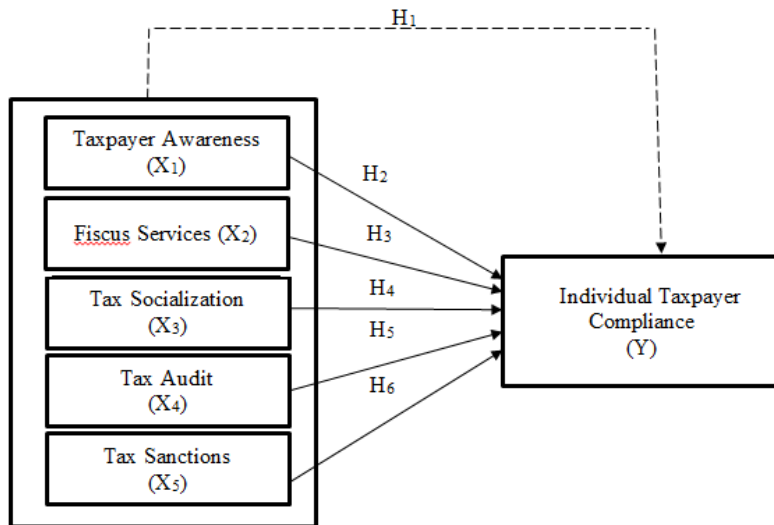 H₁
Taxpayer Awareness
(X₁)
H₂
Fiscus Services (X₂)
H₃
Tax Socialization
(X₃)
H₄
Individual Taxpayer
Compliance
(Y)
H₅
Tax Audit
(X₄)
H₆
Tax Sanctions
(X₅)